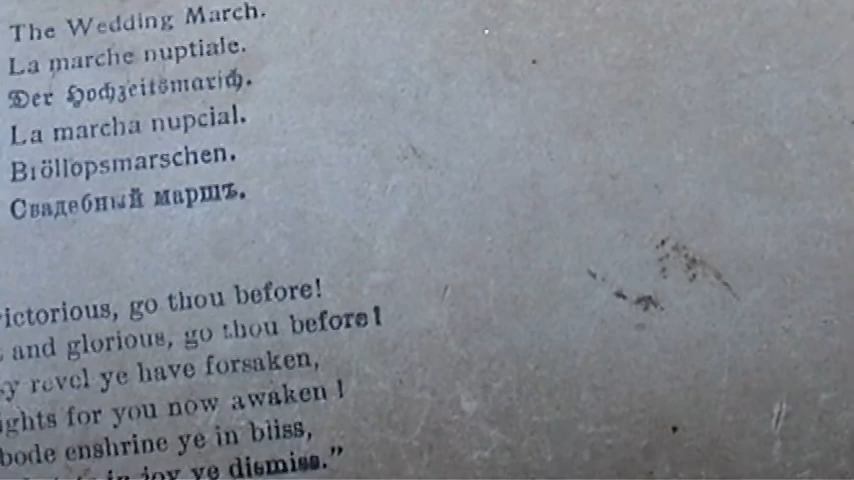 The Wedding March.
La marche nuptiale.
Der Hochzeitsmarsch.
La marcha nupcial.
Bröllopsmarschen.
Свадебный маршъ.
ictorious, go thou before!
and glorious, go thou before!
y revel ye have forsaken,
ights for you now awaken!
bode enshrine ye in bliss,
in joy ye dismiss."